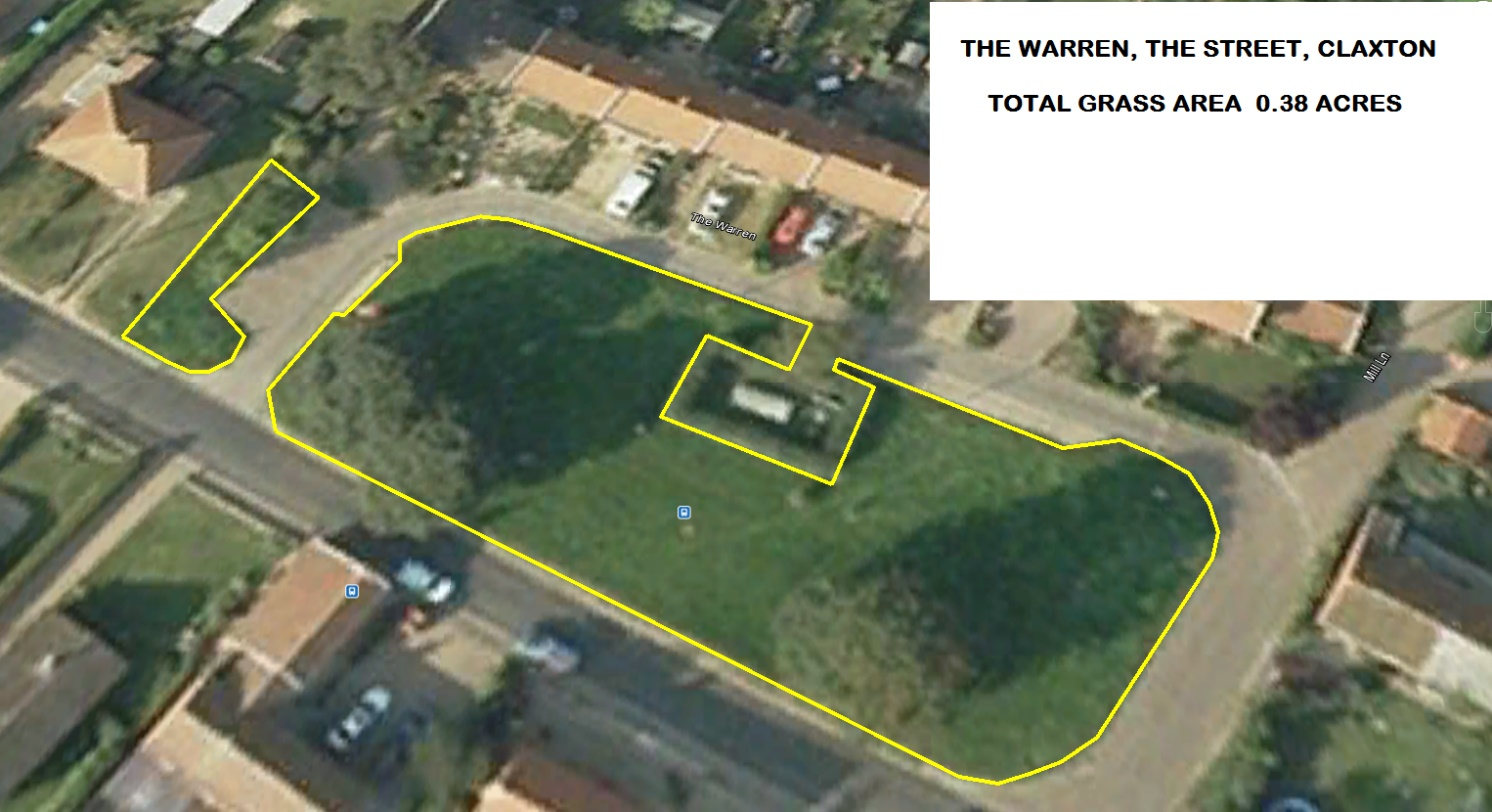 THE WARREN, THE STREET, CLAXTON
TOTAL GRASS AREA 0.38 ACRES
The Warren
Mill Ln